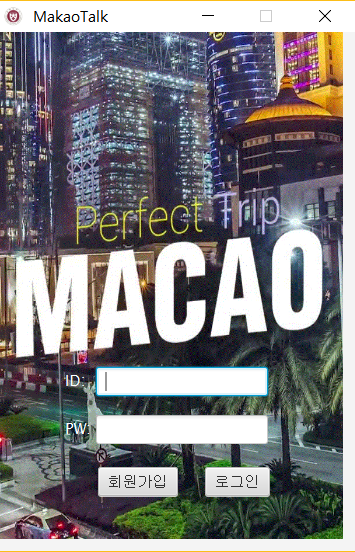 MakaoTalk
Perfect Trip
MACAO
ID:
PW:
회원가입
로그인